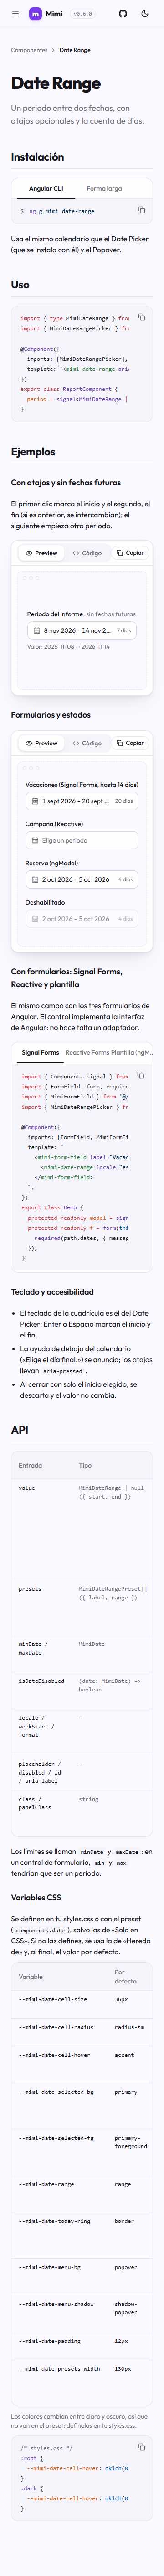 m Mimi v0.6.0
Componentes › Date Range
Date Range
Un periodo entre dos fechas, con
atajos opcionales y la cuenta de días.
Instalación
Angular CLI Forma larga
$ ng g mimi date-range
Usa el mismo calendario que el Date Picker
(que se instala con él) y el Popover.
Uso
import { type MimiDateRange } from
import { MimiDateRangePicker } fr
@Component({
imports: [MimiDateRangePicker],
template: `<mimi-date-range aria
})
export class ReportComponent {
period = signal<MimiDateRange |
}
Ejemplos
Con atajos y sin fechas futuras
El primer clic marca el inicio y el segundo, el
fin (si es anterior, se intercambian); el
siguiente empieza otro periodo.
Preview Código Copiar
Periodo del informe · sin fechas futuras
8 nov 2026 – 14 nov 2... 7 días
Valor: 2026-11-08 → 2026-11-14
Formularios y estados
Preview Código Copiar
Vacaciones (Signal Forms, hasta 14 días)
1 sept 2026 – 20 sept ... 20 días
Campaña (Reactive)
Elige un periodo
Reserva (ngModel)
2 oct 2026 – 5 oct 2026 4 días
Deshabilitado
2 oct 2026 – 5 oct 2026 4 días
Con formularios: Signal Forms,
Reactive y plantilla
El mismo campo con los tres formularios de
Angular. El control implementa la interfaz
de Angular: no hace falta un adaptador.
Signal Forms Reactive Forms Plantilla (ngM...
import { Component, signal } from
import { FormField, form, require
import { MimiFormField } from '@/
import { MimiDateRangePicker } fr
@Component({
imports: [FormField, MimiFormFi
template: `
<mimi-form-field label="Vacac
<mimi-date-range locale="es
</mimi-form-field>
`,
})
export class Demo {
protected readonly model = sign
protected readonly f = form(thi
required(path.dates, { messag
});
}
Teclado y accesibilidad
El teclado de la cuadrícula es el del Date
Picker; Enter o Espacio marcan el inicio y
el fin.
La ayuda de debajo del calendario
(«Elige el día final.») se anuncia; los atajos
llevan aria-pressed .
Al cerrar con solo el inicio elegido, se
descarta y el valor no cambia.
API
Entrada Tipo
value MimiDateRange | null
({ start, end })
presets MimiDateRangePreset[]
({ label, range })
minDate / MimiDate
maxDate
isDateDisabled (date: MimiDate) =>
boolean
locale / —
weekStart /
format
placeholder / —
disabled / id
/ aria-label
class / string
panelClass
Los límites se llaman minDate y maxDate : en
un control de formulario, min y max
tendrían que ser un periodo.
Variables CSS
Se definen en tu styles.css o con el preset
( components.date ), salvo las de «Solo en
CSS». Si no las defines, se usa la de «Hereda
de» y, al final, el valor por defecto.
Variable Por
defecto
--mimi-date-cell-size 36px
--mimi-date-cell-radius radius-sm
--mimi-date-cell-hover accent
--mimi-date-selected-bg primary
--mimi-date-selected-fg primary-
foreground
--mimi-date-range range
--mimi-date-today-ring border
--mimi-date-menu-bg popover
--mimi-date-menu-shadow shadow-
popover
--mimi-date-padding 12px
--mimi-date-presets-width 130px
Los colores cambian entre claro y oscuro, así que
no van en el preset: defínelos en tu styles.css.
/* styles.css */
:root {
--mimi-date-cell-hover: oklch(0
}
.dark {
--mimi-date-cell-hover: oklch(0
}